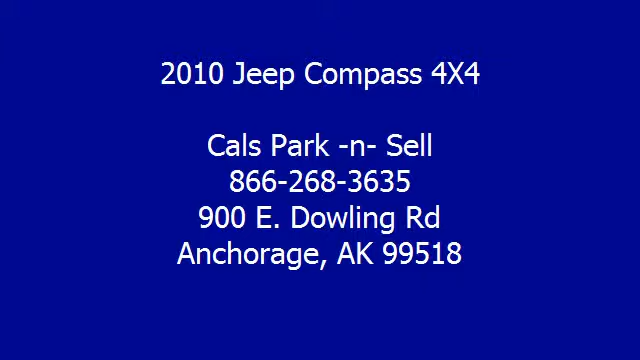 2010 Jeep Compass 4X4
Cals Park -n- Sell
866-268-3635
900 E. Dowling Rd
Anchorage, AK 99518